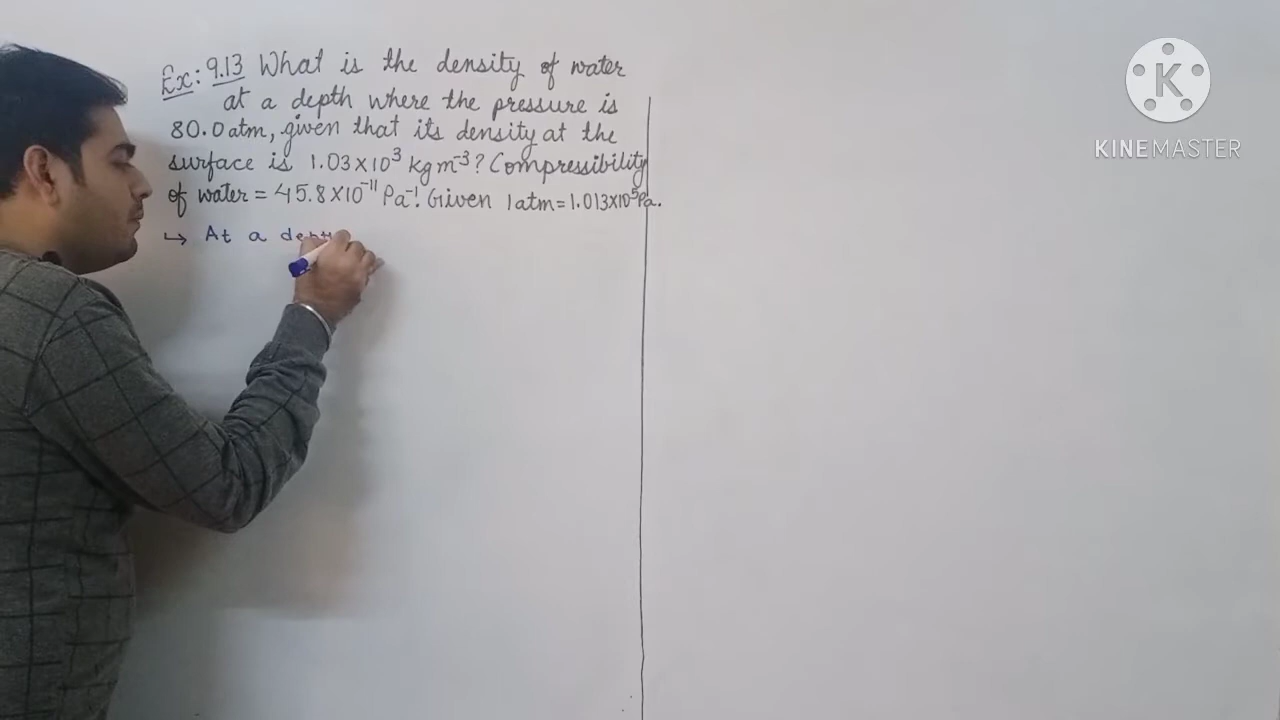 Ex: 9.13 What is the density of water
at a depth where the pressure is
80.0 atm, given that its density at the
surface is 1.03×10³ kg m⁻³? Compressibility
of water = 45.8×10⁻¹¹ Pa⁻¹. Given 1 atm = 1.013×10⁵ Pa.
↳ At a
K
KINEMASTER